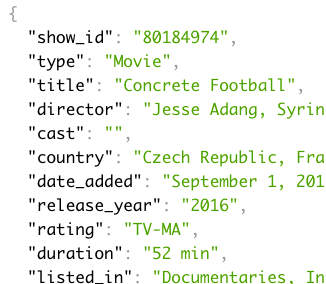 {
"show_id": "80184974",
"type": "Movie",
"title": "Concrete Football",
"director": "Jesse Adang, Syrin
"cast": "",
"country": "Czech Republic, Fra
"date_added": "September 1, 201
"release_year": "2016",
"rating": "TV-MA",
"duration": "52 min",
"listed_in": "Documentaries, In